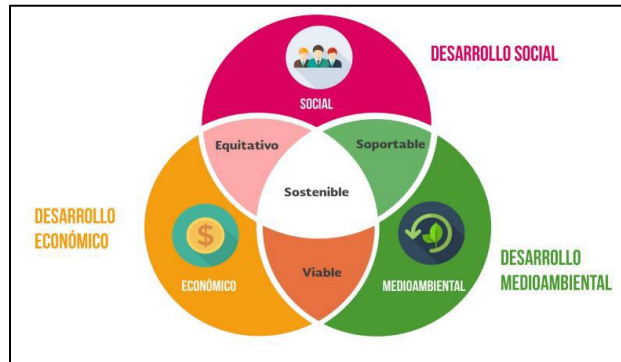 DESARROLLO SOCIAL
SOCIAL
Equitativo
Soportable
Sostenible
DESARROLLO
ECONÓMICO
$
ECONÓMICO
Viable
MEDIOAMBIENTAL
DESARROLLO
MEDIOAMBIENTAL